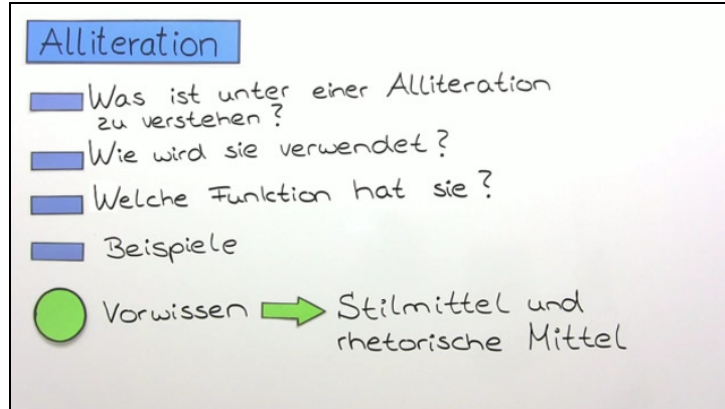 Alliteration
Was ist unter einer Alliteration
zu verstehen?
Wie wird sie verwendet?
Welche Funktion hat sie?
Beispiele
Vorwissen Stilmittel und
rhetorische Mittel